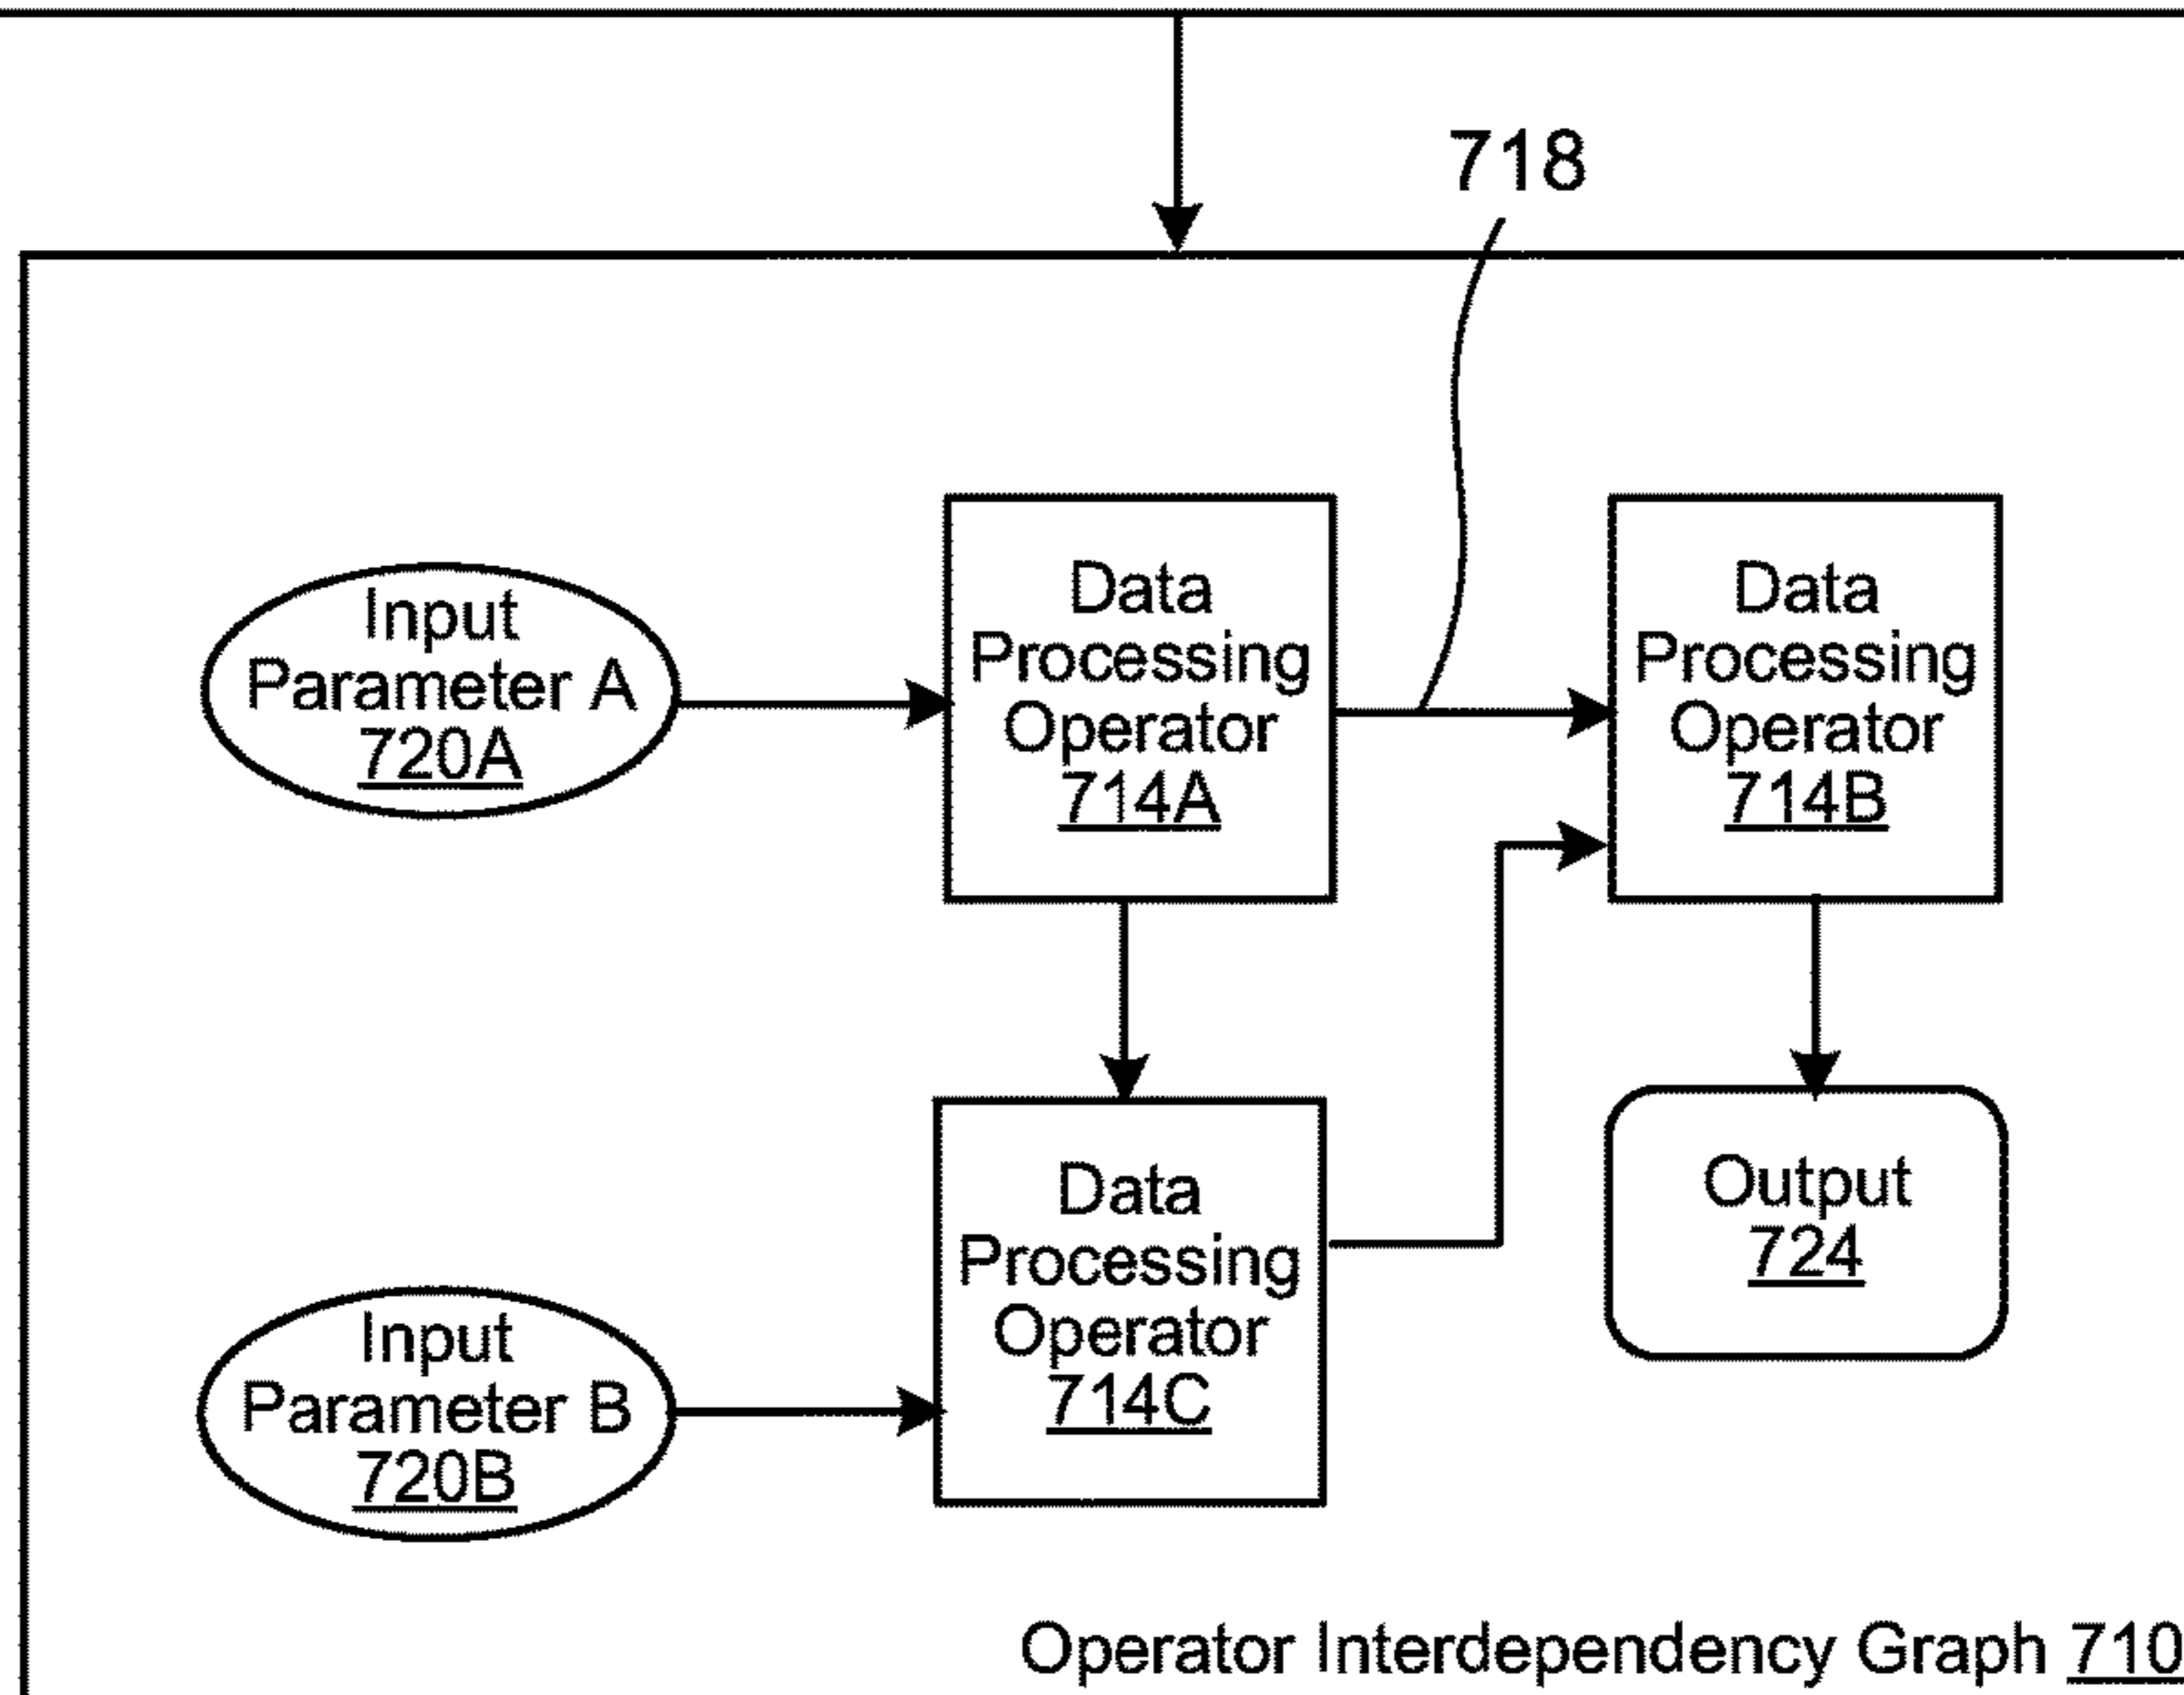 718
Input
Parameter A
720A
Data
Processing
Operator
714A
Data
Processing
Operator
714B
Data
Processing
Operator
714C
Output
724
Input
Parameter B
720B
Operator Interdependency Graph 710